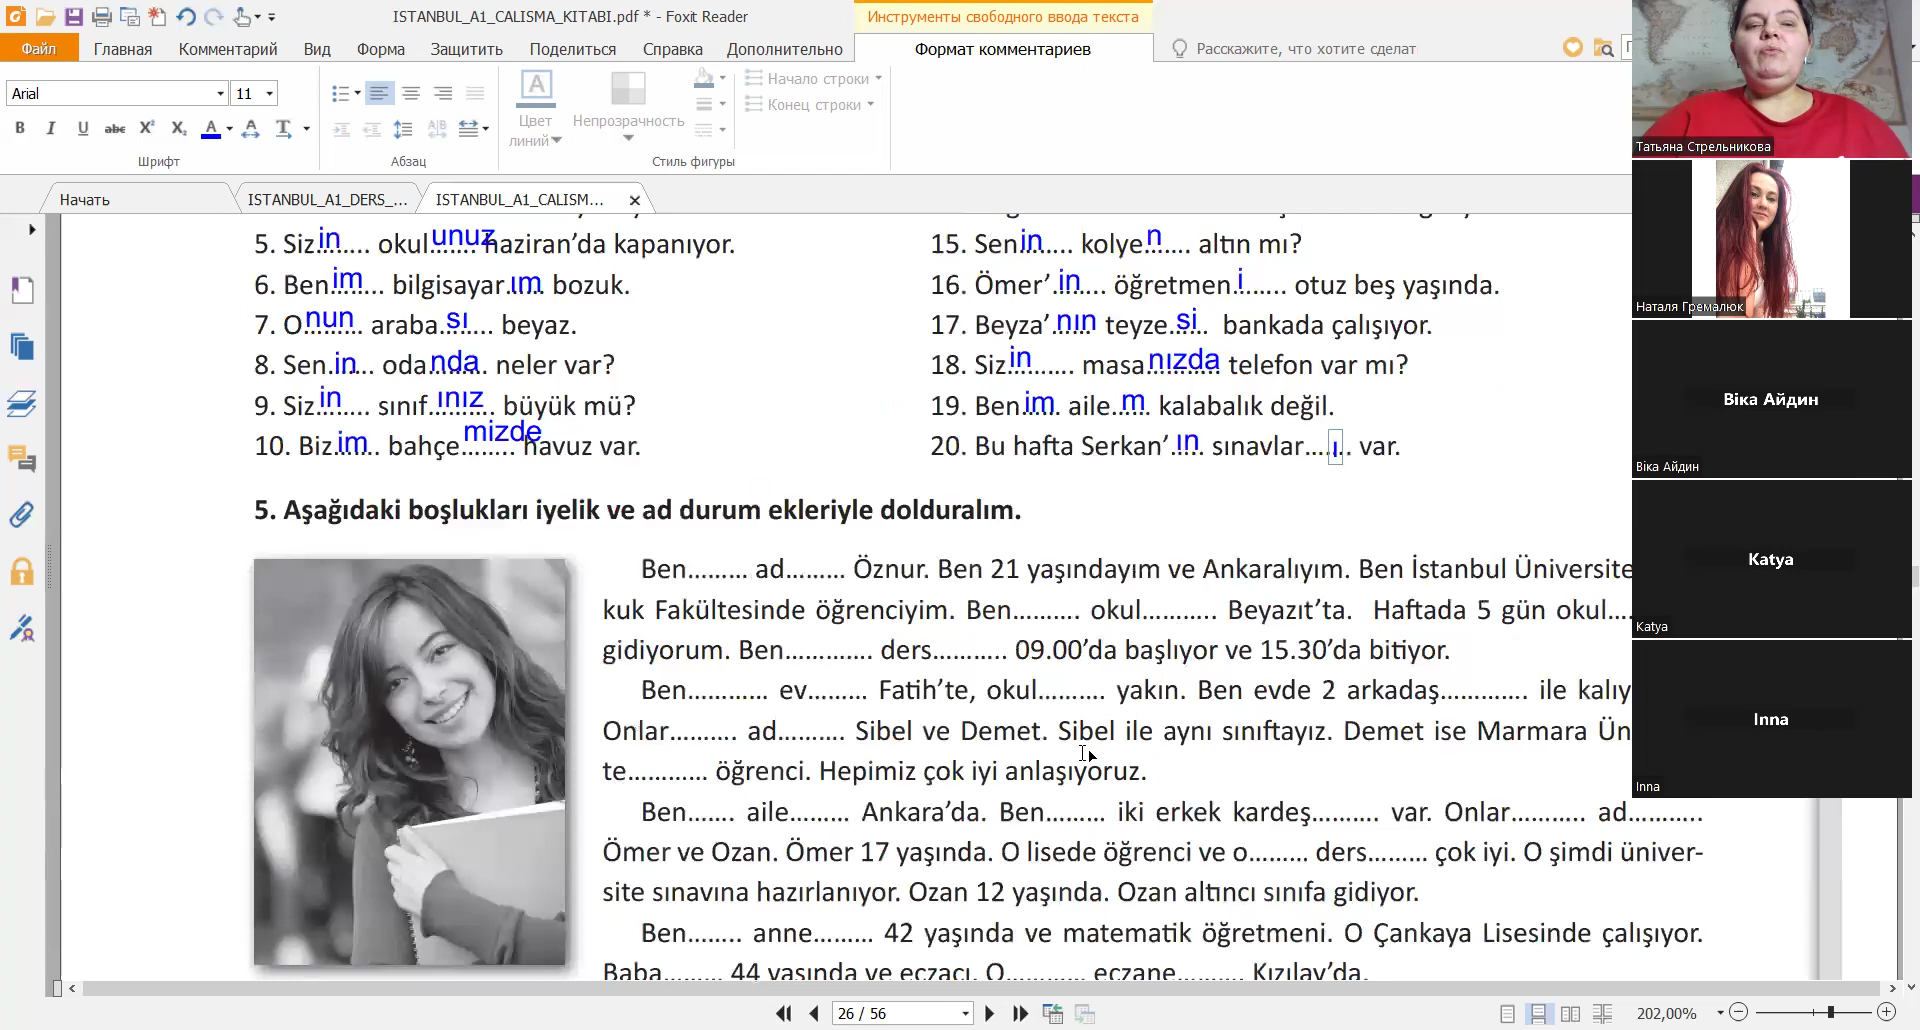 ISTANBUL_A1_CALISMA_KITABI.pdf * - Foxit Reader
Инструменты свободного ввода текста
Файл Главная Комментарий Вид Форма Защитить Поделиться Справка Дополнительно Формат комментариев Расскажите, что хотите сделат
Arial 11
Цвет линий
Непрозрачность
Начало строки
Конец строки
Шрифт Абзац Стиль фигуры
Начать ISTANBUL_A1_DERS_... ISTANBUL_A1_CALISM...
5. Siz in........ okul unuz........ haziran’da kapanıyor.
6. Ben im........ bilgisayar ım...... bozuk.
7. O nun......... araba sı........ beyaz.
8. Sen in...... oda nda......... neler var?
9. Siz in........ sınıf ınız.......... büyük mü?
10. Biz im....... bahçe mizde........ havuz var.
15. Sen in........ kolye n....... altın mı?
16. Ömer’ in........ öğretmen i........ otuz beş yaşında.
17. Beyza’ nın...... teyze si...... bankada çalışıyor.
18. Siz in.......... masa nızda........... telefon var mı?
19. Ben im..... aile m...... kalabalık değil.
20. Bu hafta Serkan’ ın..... sınavlar... ı.. var.
5. Aşağıdaki boşlukları iyelik ve ad durum ekleriyle dolduralım.
Ben......... ad......... Öznur. Ben 21 yaşındayım ve Ankaralıyım. Ben İstanbul Üniversite
kuk Fakültesinde öğrenciyim. Ben.......... okul........... Beyazıt’ta. Haftada 5 gün okul....
gidiyorum. Ben............. ders........... 09.00’da başlıyor ve 15.30’da bitiyor.
Ben............ ev......... Fatih’te, okul.......... yakın. Ben evde 2 arkadaş............. ile kalıy
Onlar.......... ad.......... Sibel ve Demet. Sibel ile aynı sınıftayız. Demet ise Marmara Ün
te............ öğrenci. Hepimiz çok iyi anlaşıyoruz.
Ben....... aile......... Ankara’da. Ben......... iki erkek kardeş.......... var. Onlar........... ad...........
Ömer ve Ozan. Ömer 17 yaşında. O lisede öğrenci ve o......... ders......... çok iyi. O şimdi üniver-
site sınavına hazırlanıyor. Ozan 12 yaşında. Ozan altıncı sınıfa gidiyor.
Ben........ anne......... 42 yaşında ve matematik öğretmeni. O Çankaya Lisesinde çalışıyor.
Baba......... 44 yaşında ve eczacı. O............ eczane.......... Kızılay’da.
Татьяна Стрельникова
Наталя Гремалюк
Віка Айдин
Віка Айдин
Katya
Katya
Inna
Inna
26 / 56
202,00%